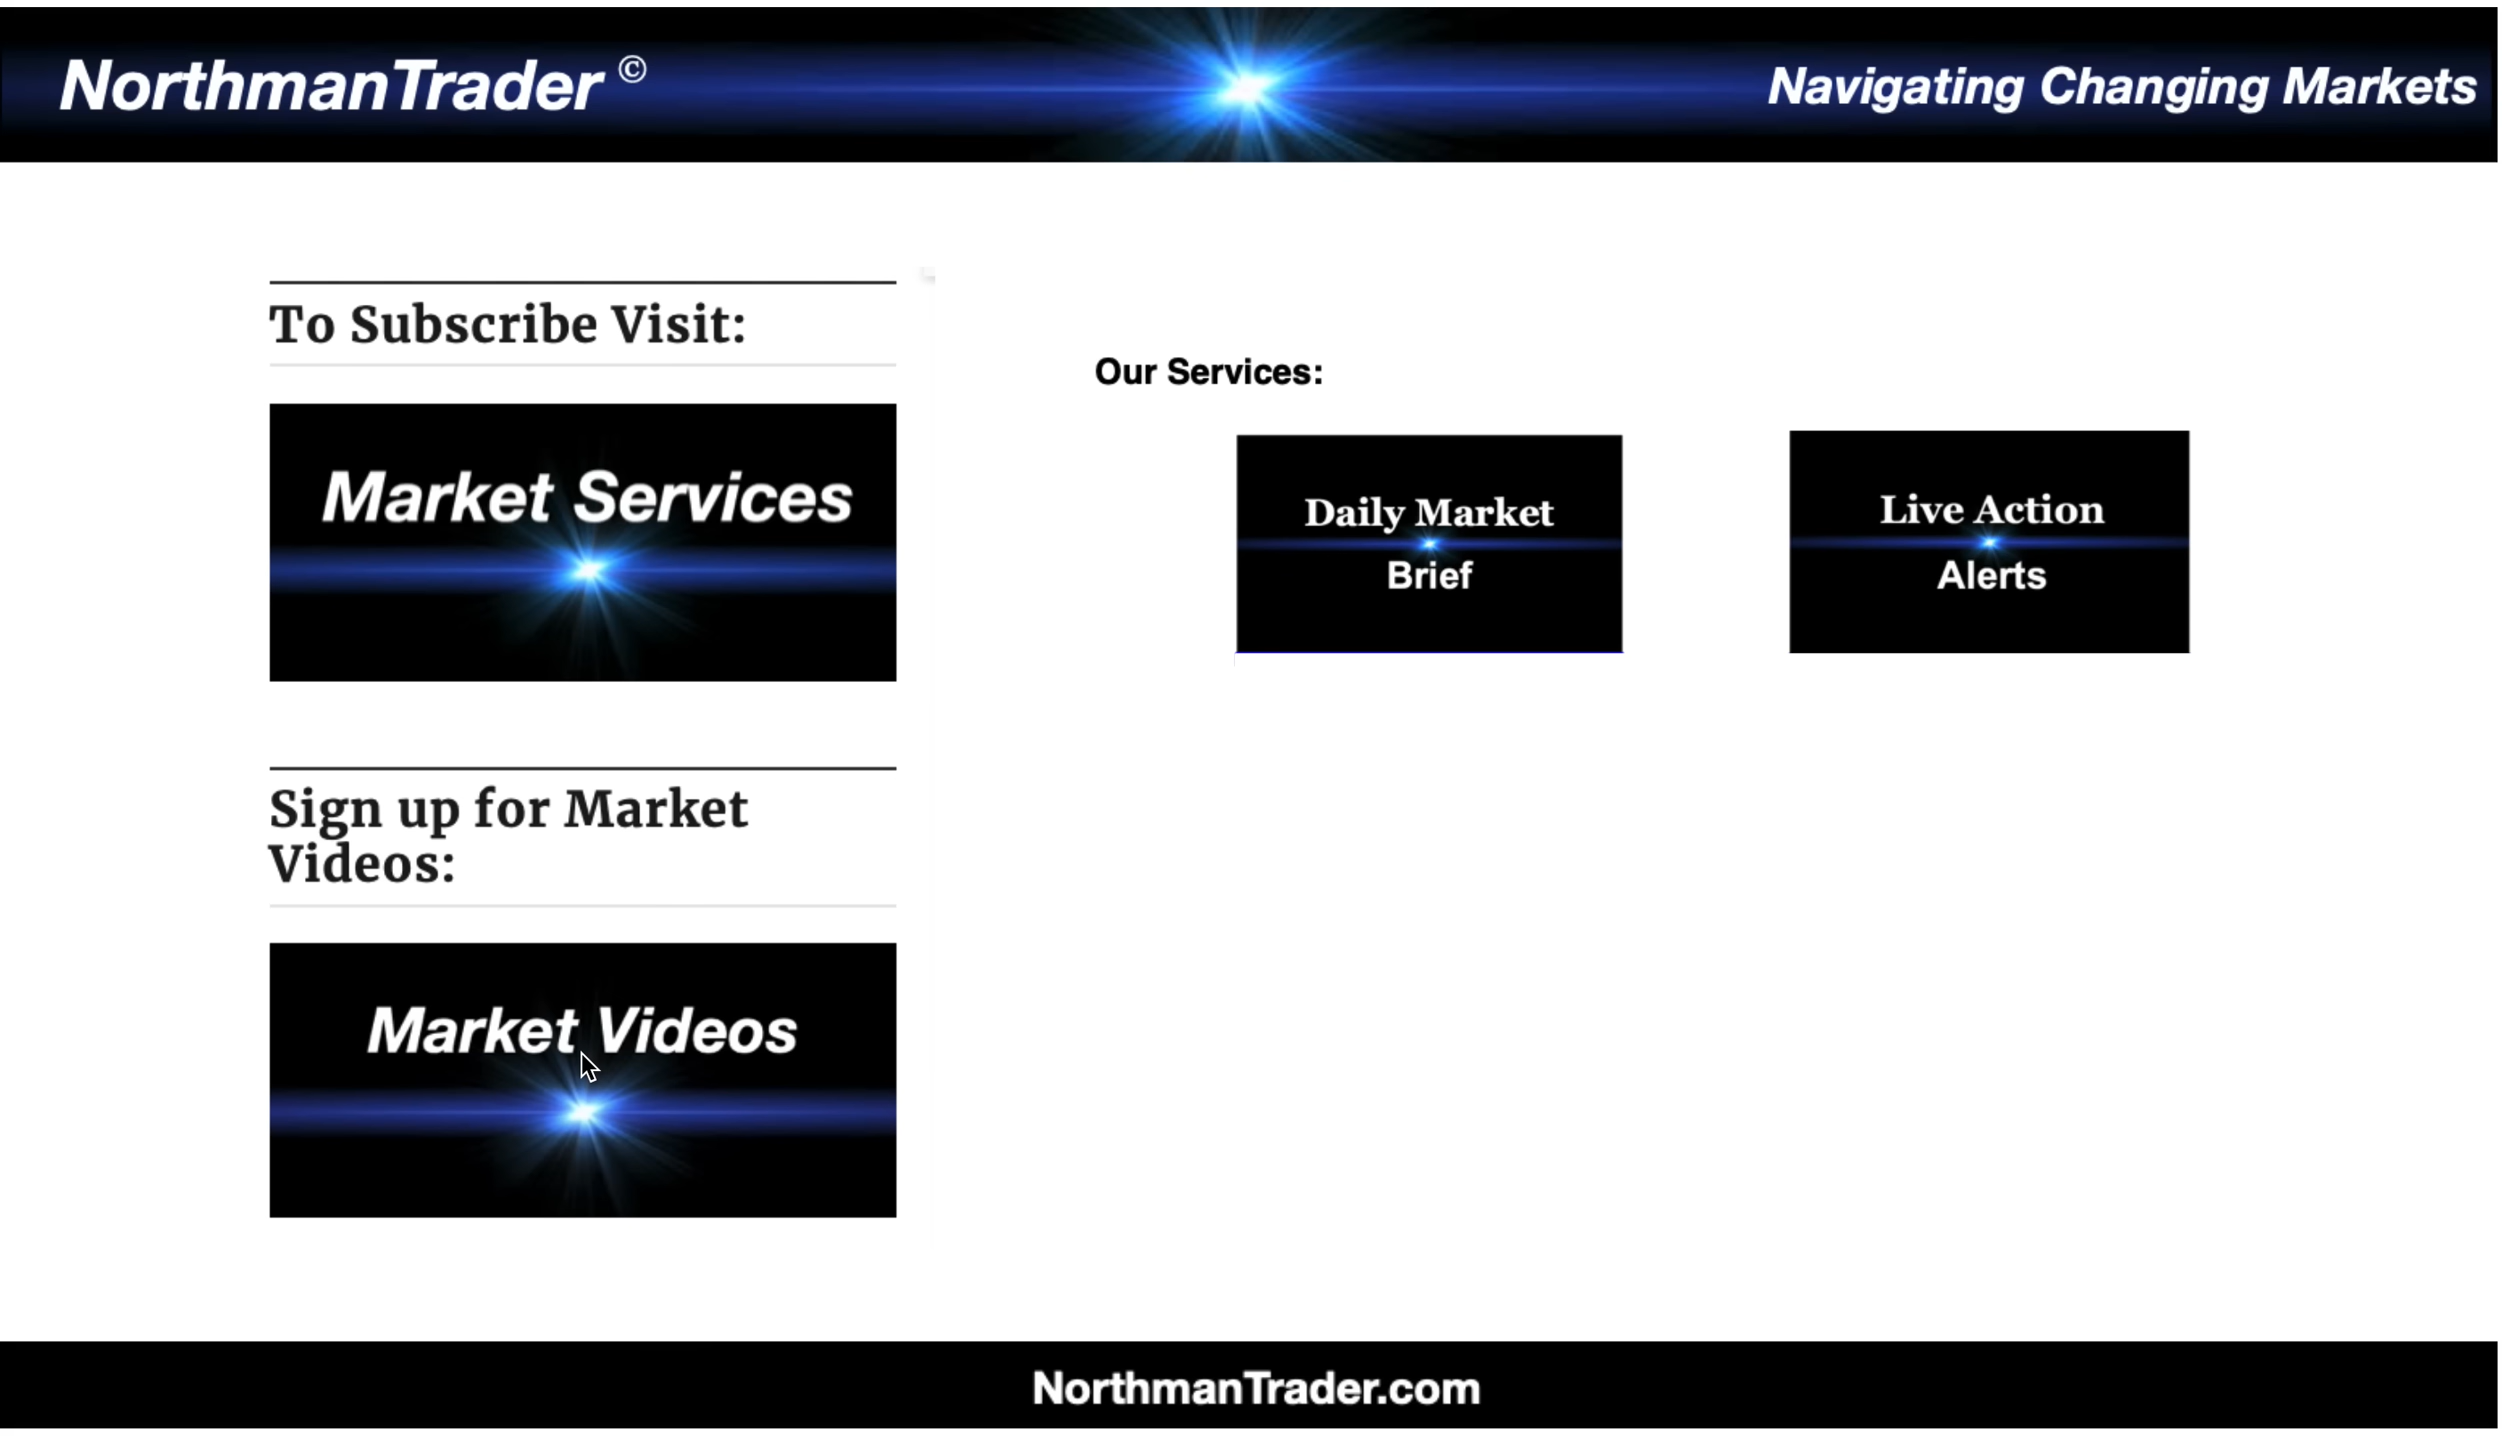 NorthmanTrader ©
Navigating Changing Markets
To Subscribe Visit:
Market Services
Sign up for Market
Videos:
Market Videos
Our Services:
Daily Market
Brief
Live Action
Alerts
NorthmanTrader.com